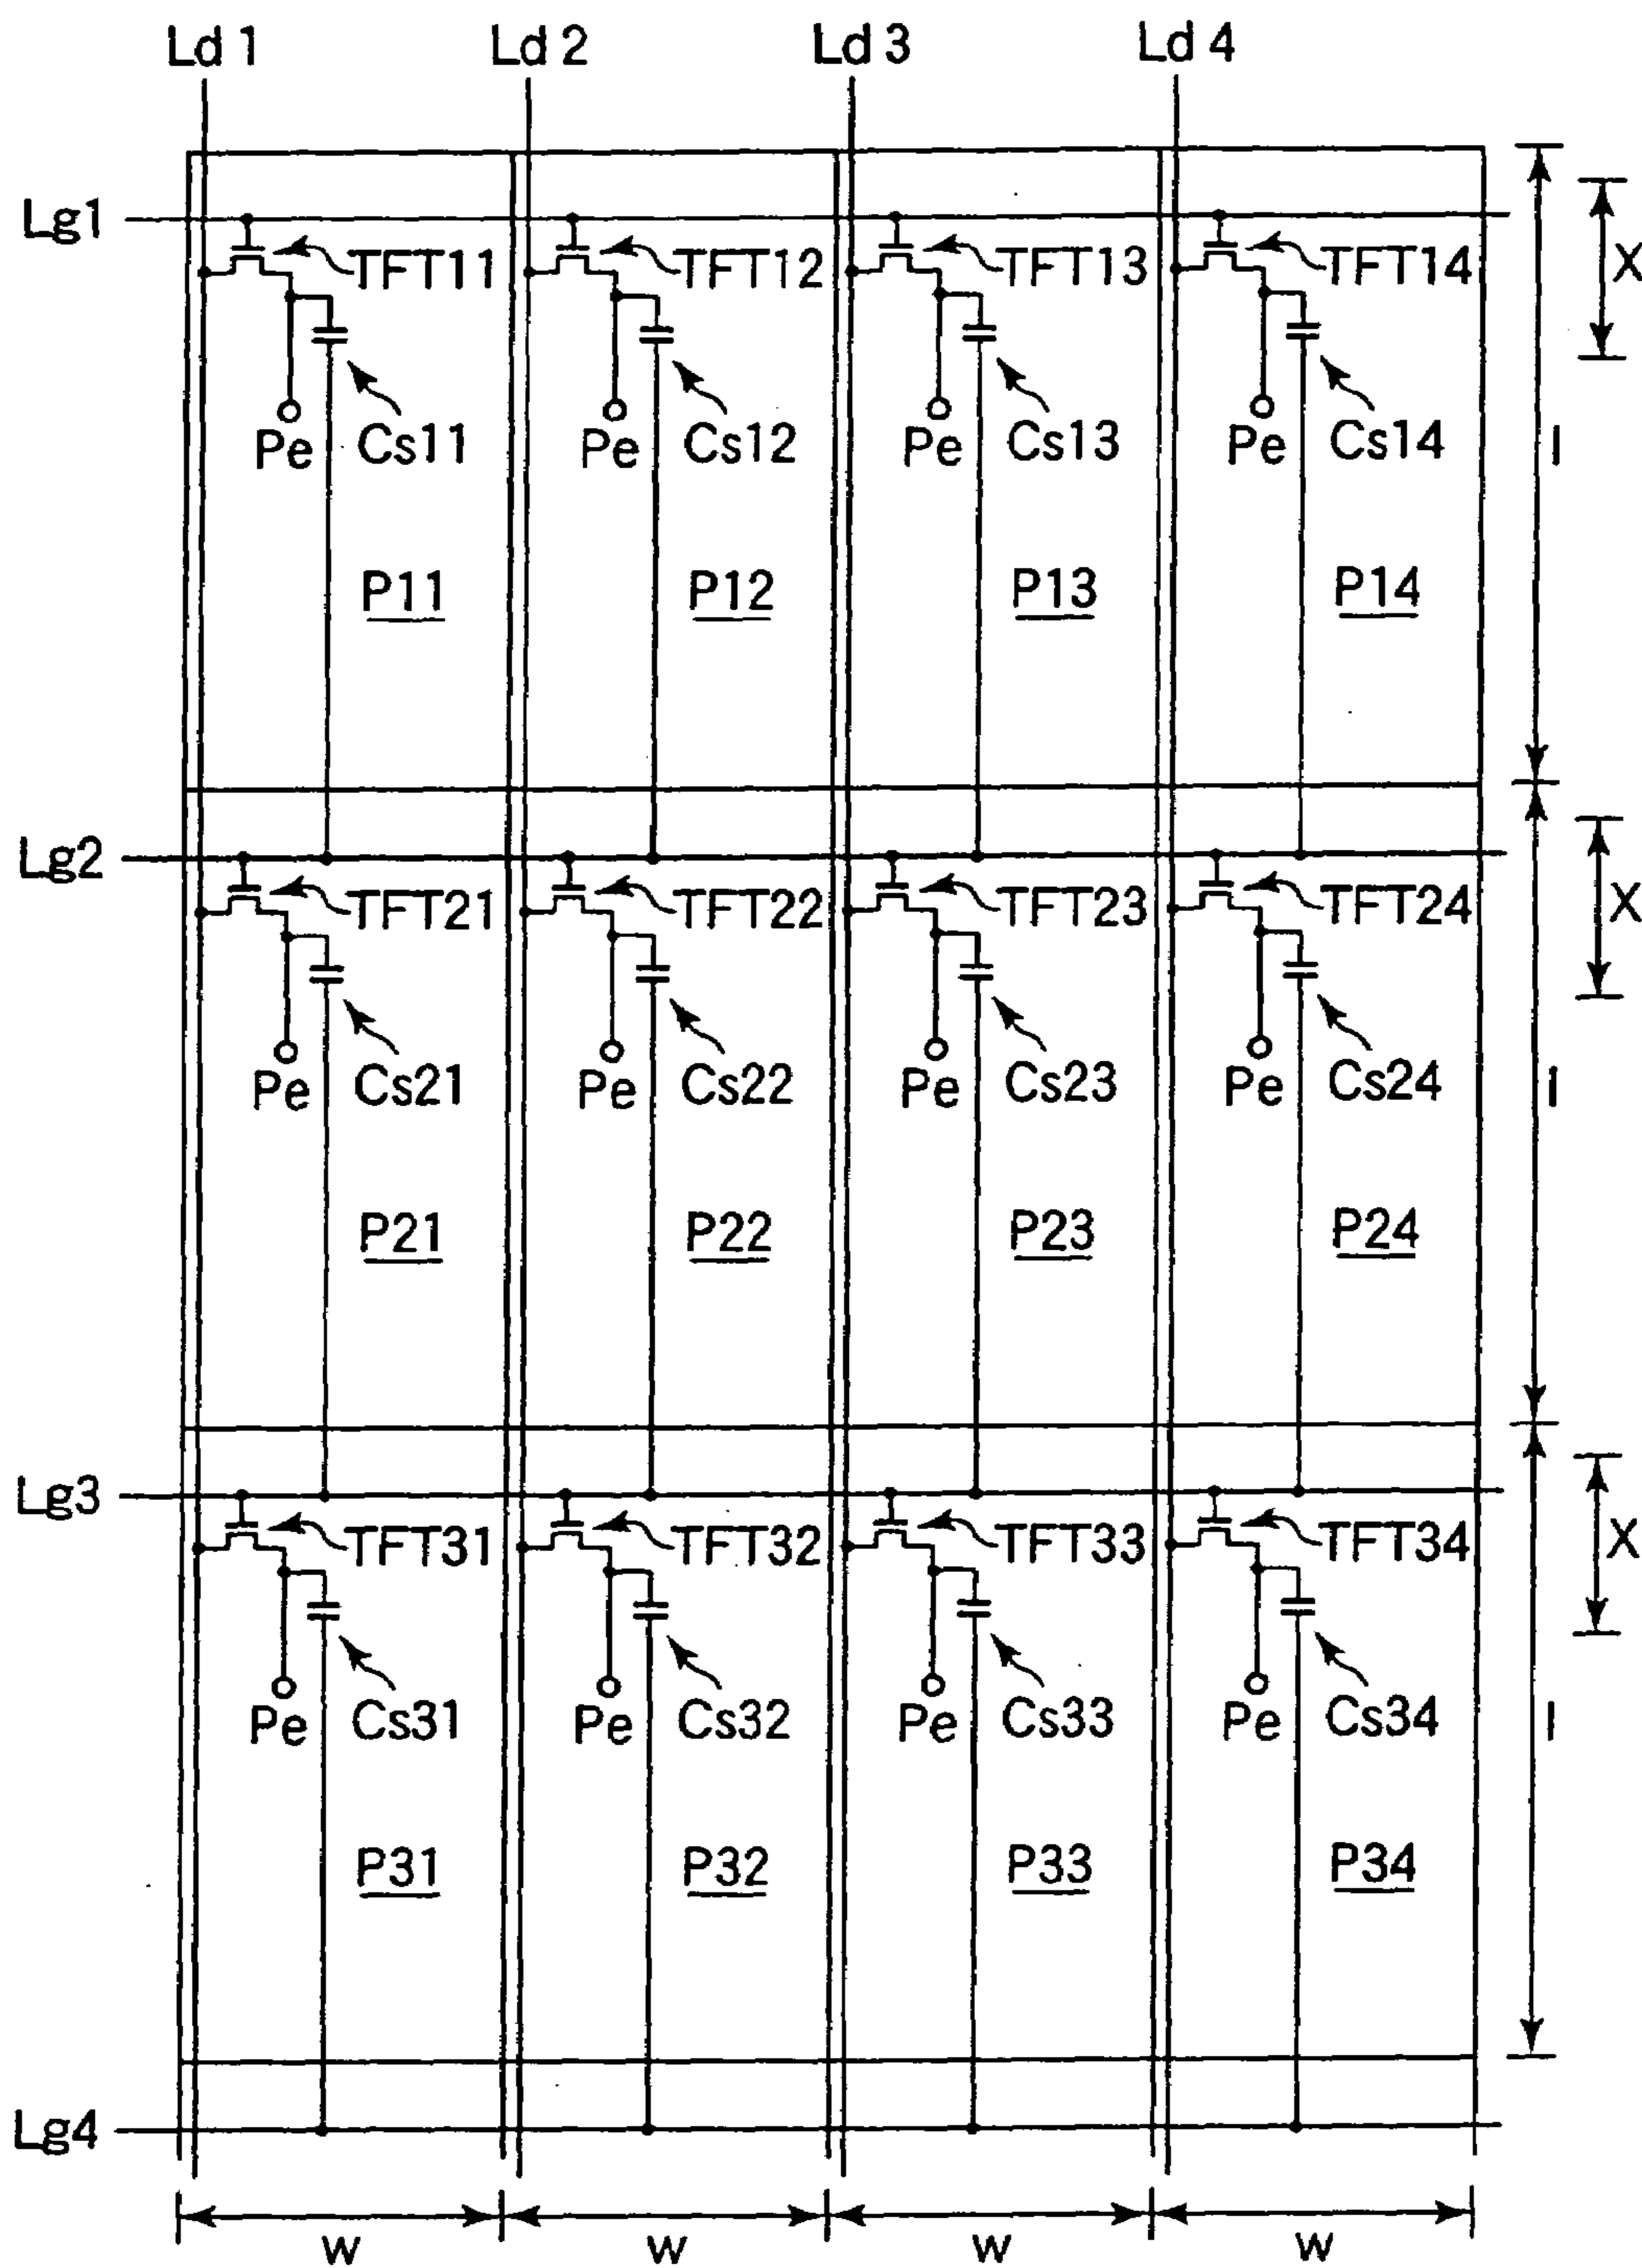 Ld 1 Ld 2 Ld 3 Ld 4
Lg1
TFT11 TFT12 TFT13 TFT14
X
Pe Cs11 Pe Cs12 Pe Cs13 Pe Cs14
l
P11 P12 P13 P14
Lg2
TFT21 TFT22 TFT23 TFT24
X
Pe Cs21 Pe Cs22 Pe Cs23 Pe Cs24
l
P21 P22 P23 P24
Lg3
TFT31 TFT32 TFT33 TFT34
X
Pe Cs31 Pe Cs32 Pe Cs33 Pe Cs34
l
P31 P32 P33 P34
Lg4
w w w w